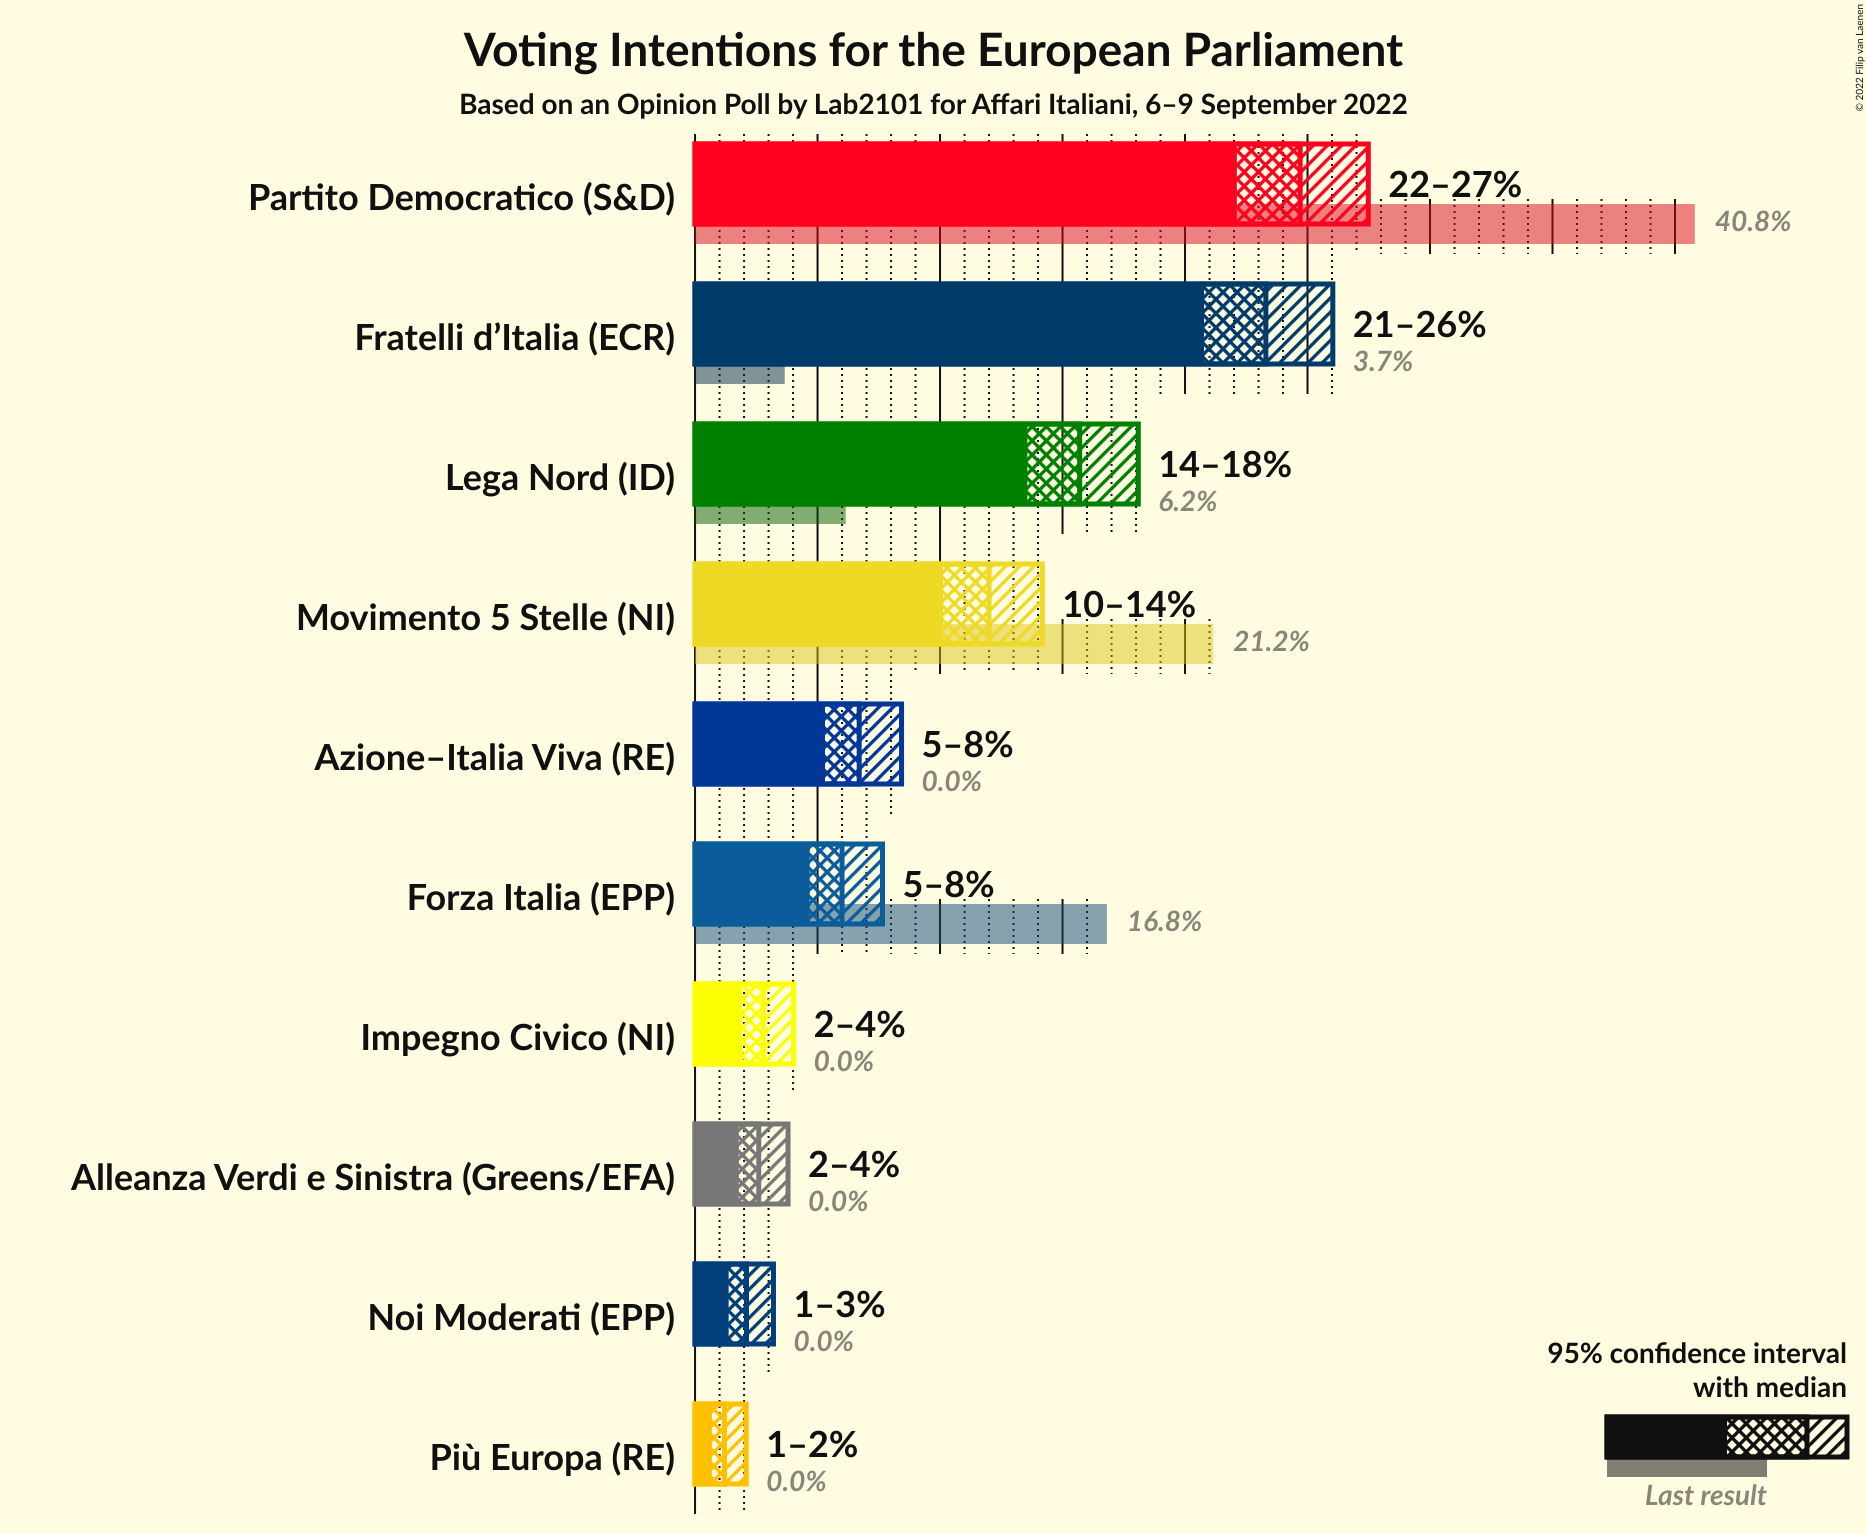 Voting Intentions for the European Parliament
Based on an Opinion Poll by Lab2101 for Affari Italiani, 6–9 September 2022
© 2022 Filip van Laenen
Partito Democratico (S&D)
22–27%
40.8%
Fratelli d’Italia (ECR)
21–26%
3.7%
Lega Nord (ID)
14–18%
6.2%
Movimento 5 Stelle (NI)
10–14%
21.2%
Azione–Italia Viva (RE)
5–8%
0.0%
Forza Italia (EPP)
5–8%
16.8%
Impegno Civico (NI)
2–4%
0.0%
Alleanza Verdi e Sinistra (Greens/EFA)
2–4%
0.0%
Noi Moderati (EPP)
1–3%
0.0%
Più Europa (RE)
1–2%
0.0%
95% confidence interval
with median
Last result